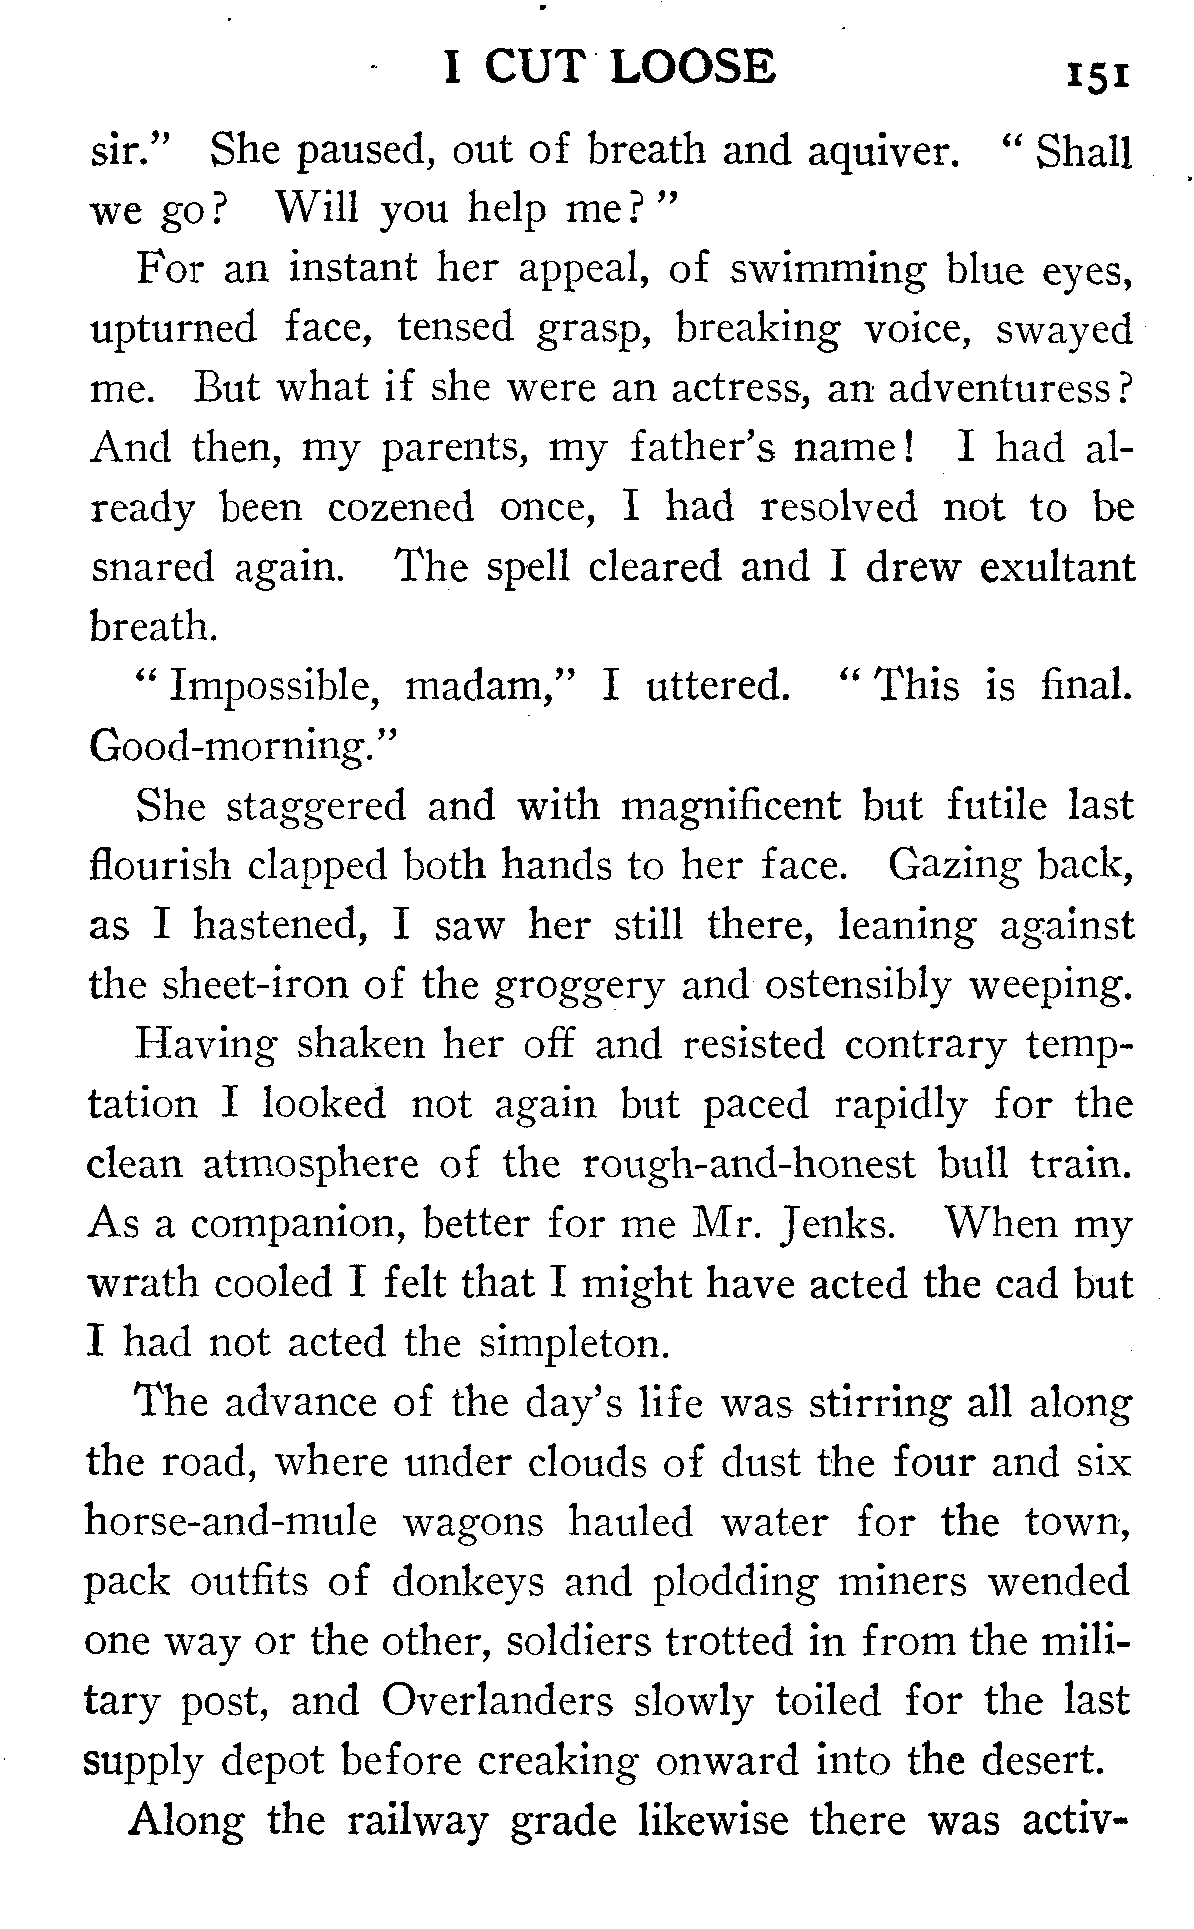 I CUT LOOSE 151
sir." She paused, out of breath and aquiver. " Shall
we go? Will you help me? "
For an instant her appeal, of swimming blue eyes,
upturned face, tensed grasp, breaking voice, swayed
me. But what if she were an actress, an adventuress?
And then, my parents, my father's name! I had al-
ready been cozened once, I had resolved not to be
snared again. The spell cleared and I drew exultant
breath.
" Impossible, madam," I uttered. " This is final.
Good-morning."
She staggered and with magnificent but futile last
flourish clapped both hands to her face. Gazing back,
as I hastened, I saw her still there, leaning against
the sheet-iron of the groggery and ostensibly weeping.
Having shaken her off and resisted contrary temp-
tation I looked not again but paced rapidly for the
clean atmosphere of the rough-and-honest bull train.
As a companion, better for me Mr. Jenks. When my
wrath cooled I felt that I might have acted the cad but
I had not acted the simpleton.
The advance of the day's life was stirring all along
the road, where under clouds of dust the four and six
horse-and-mule wagons hauled water for the town,
pack outfits of donkeys and plodding miners wended
one way or the other, soldiers trotted in from the mili-
tary post, and Overlanders slowly toiled for the last
supply depot before creaking onward into the desert.
Along the railway grade likewise there was activ-